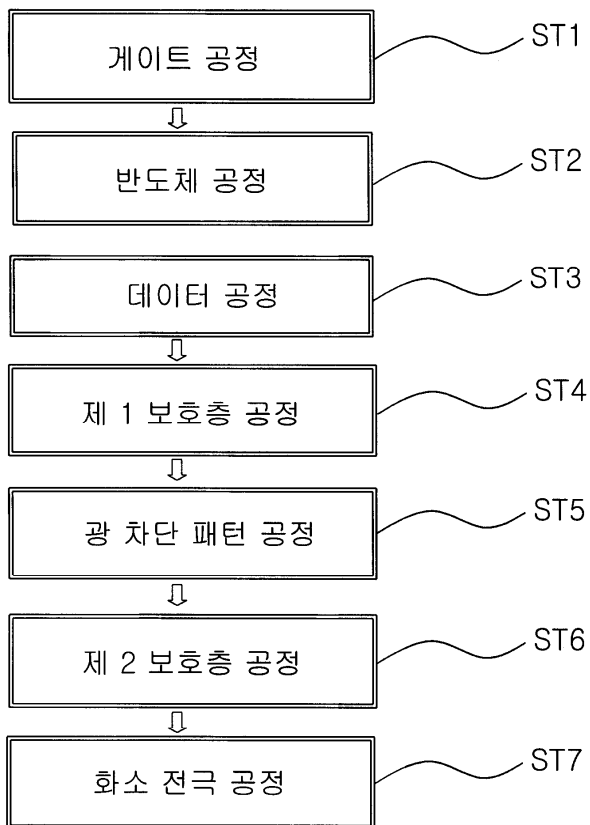 게이트 공정
ST1
반도체 공정
ST2
데이터 공정
ST3
제 1 보호층 공정
ST4
광 차단 패턴 공정
ST5
제 2 보호층 공정
ST6
화소 전극 공정
ST7